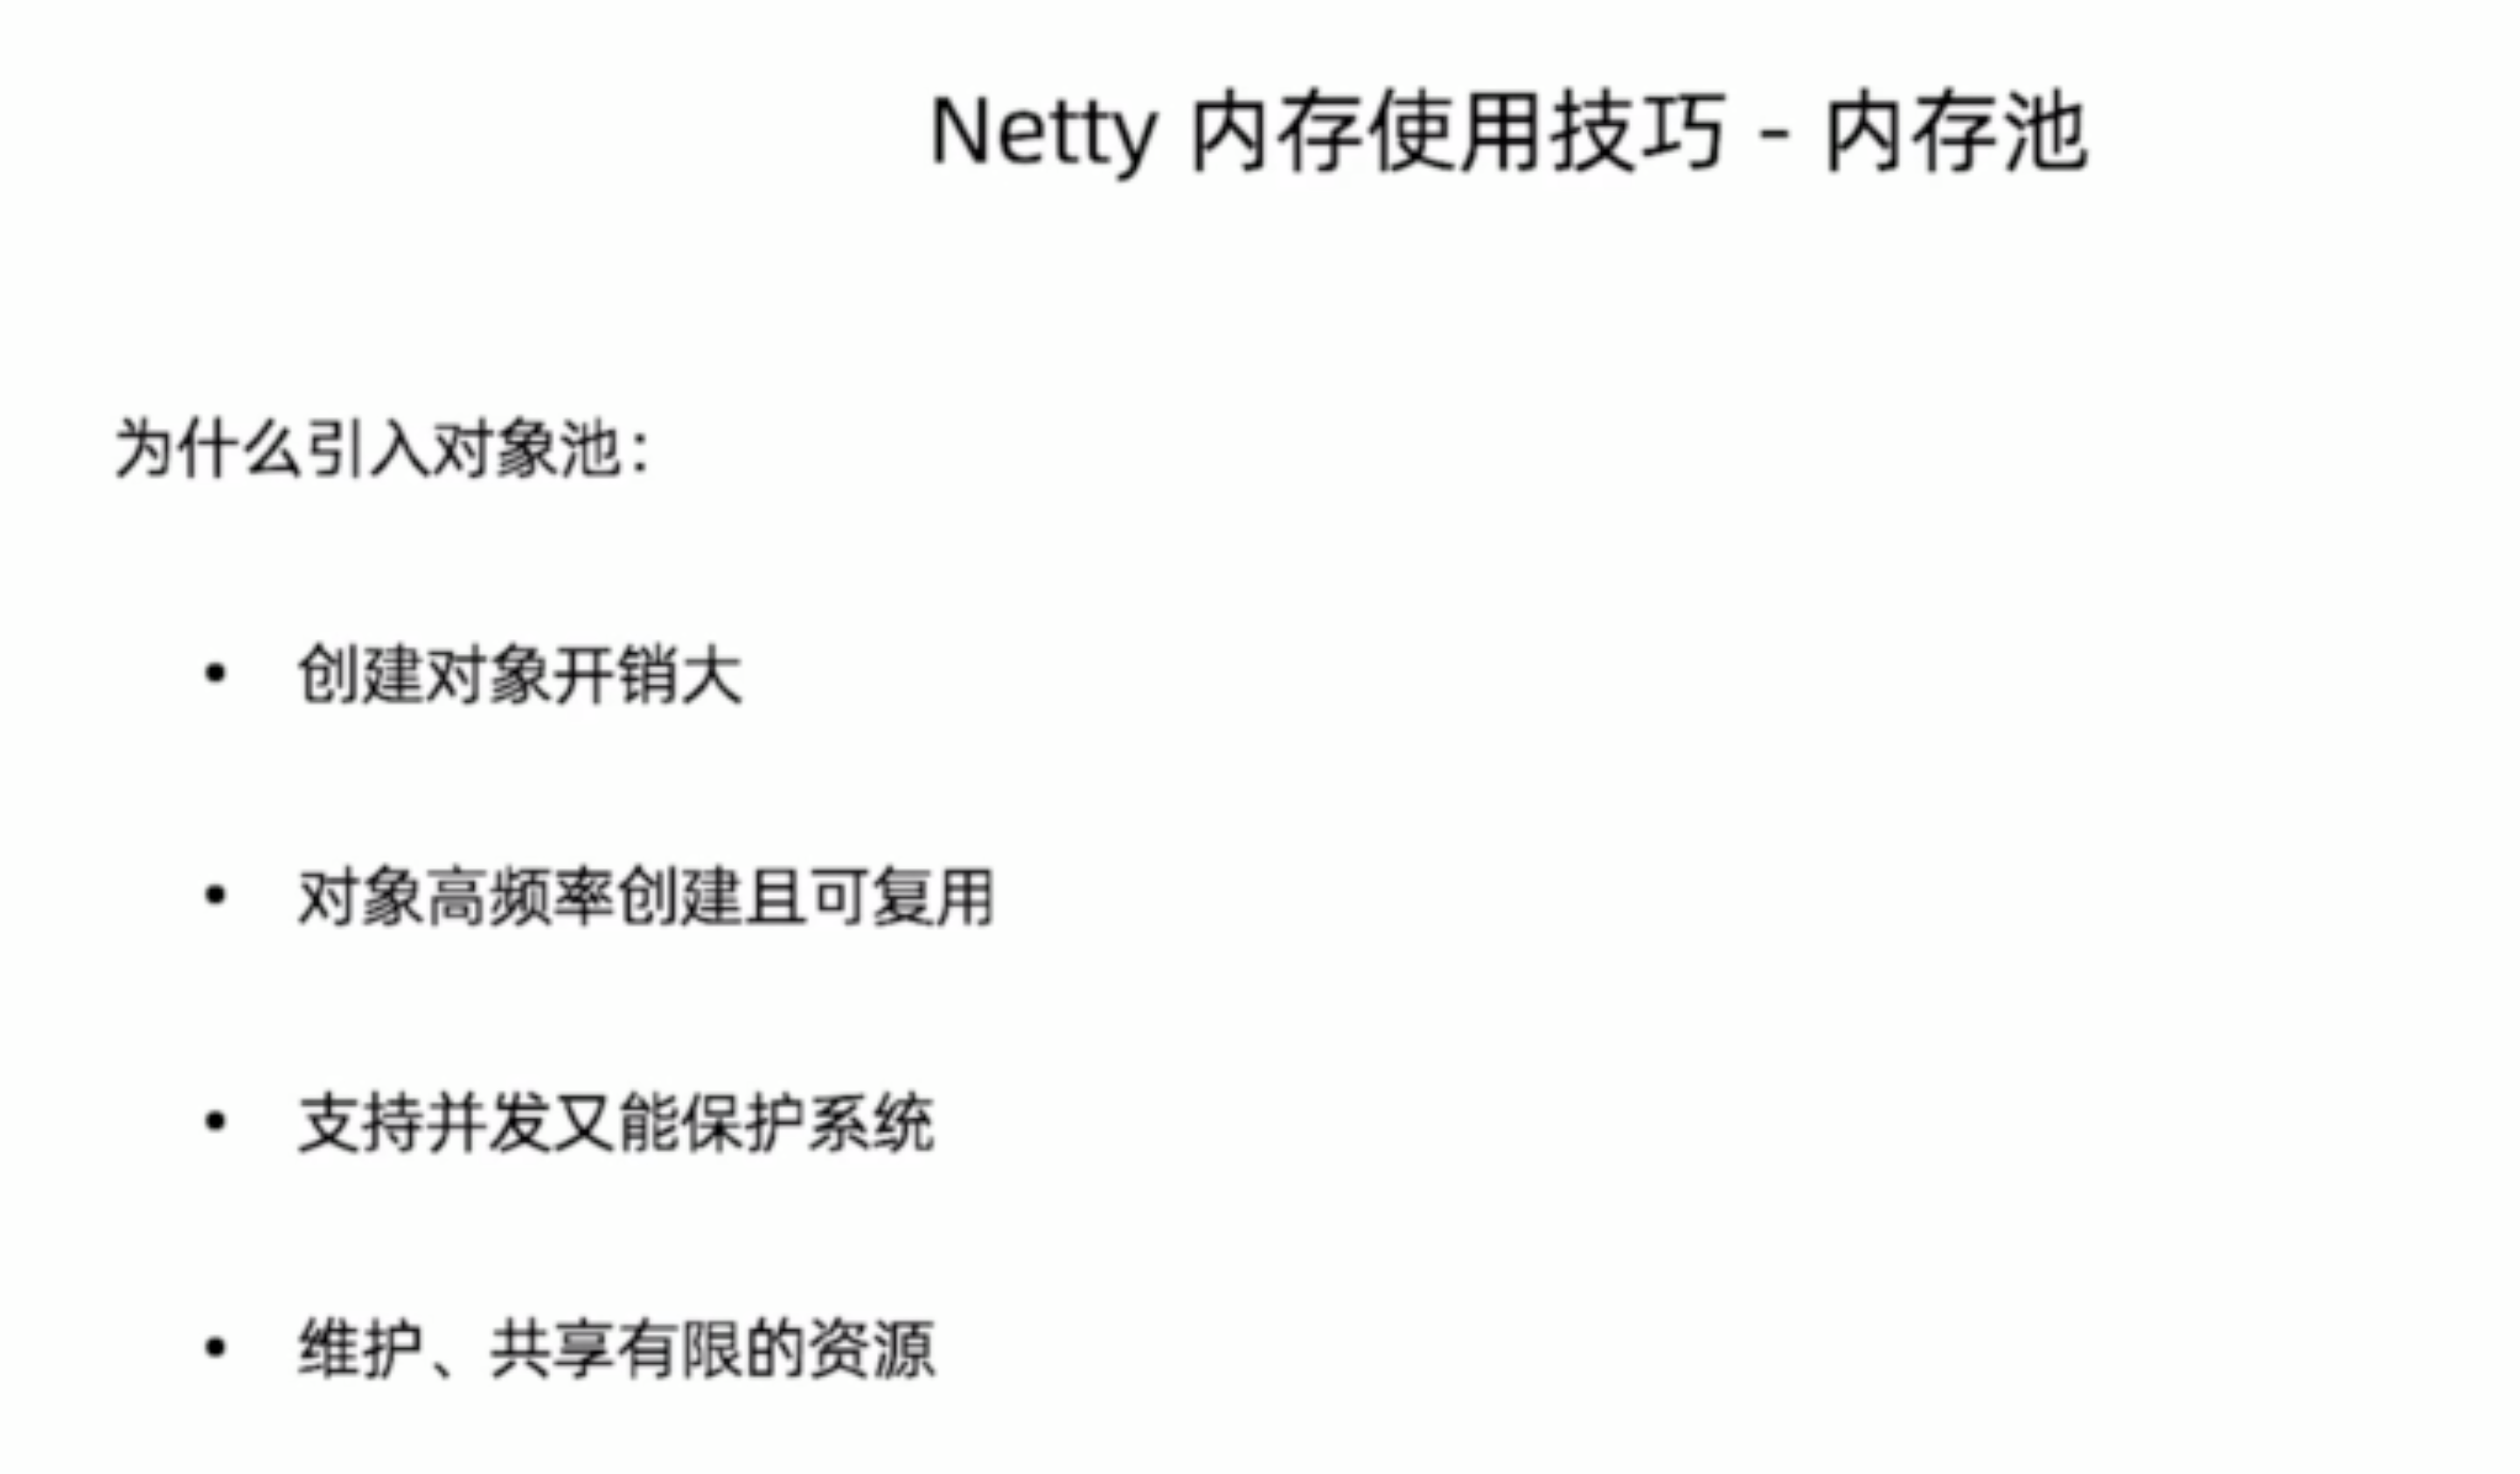 Netty 内存使用技巧 - 内存池
为什么引入对象池：
• 创建对象开销大
• 对象高频率创建且可复用
• 支持并发又能保护系统
• 维护、共享有限的资源